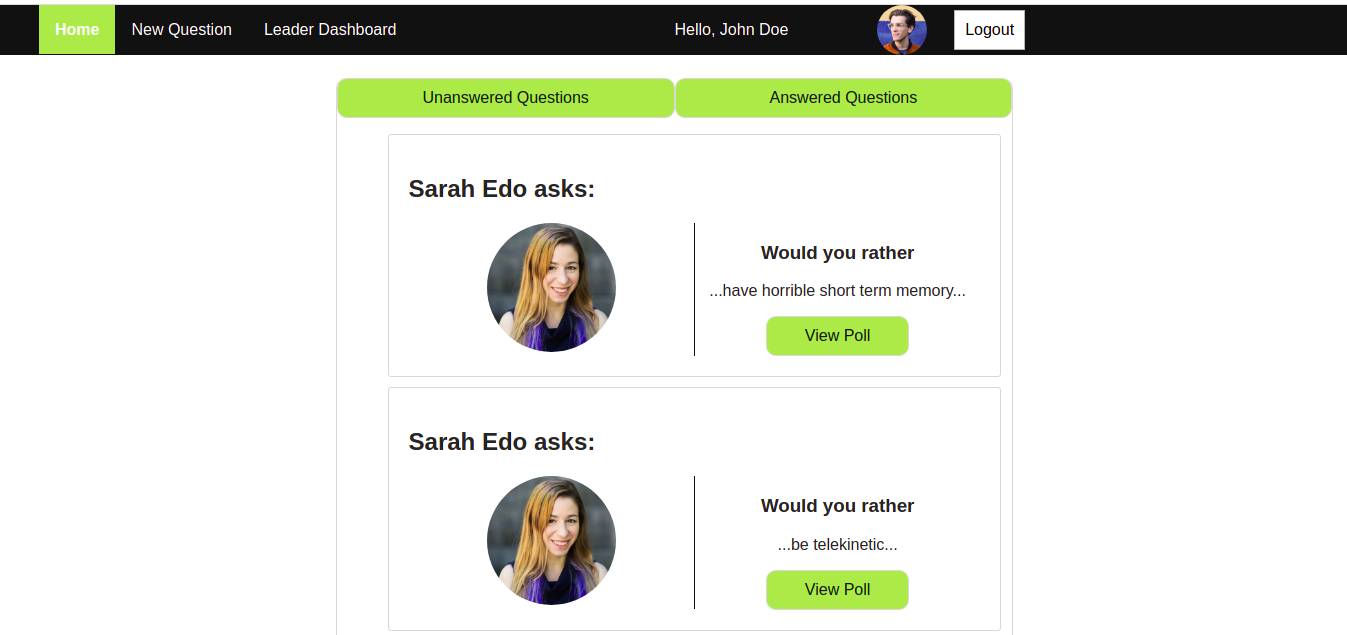 Home New Question Leader Dashboard Hello, John Doe Logout
Unanswered Questions Answered Questions
Sarah Edo asks:
Would you rather
...have horrible short term memory...
View Poll
Sarah Edo asks:
Would you rather
...be telekinetic...
View Poll